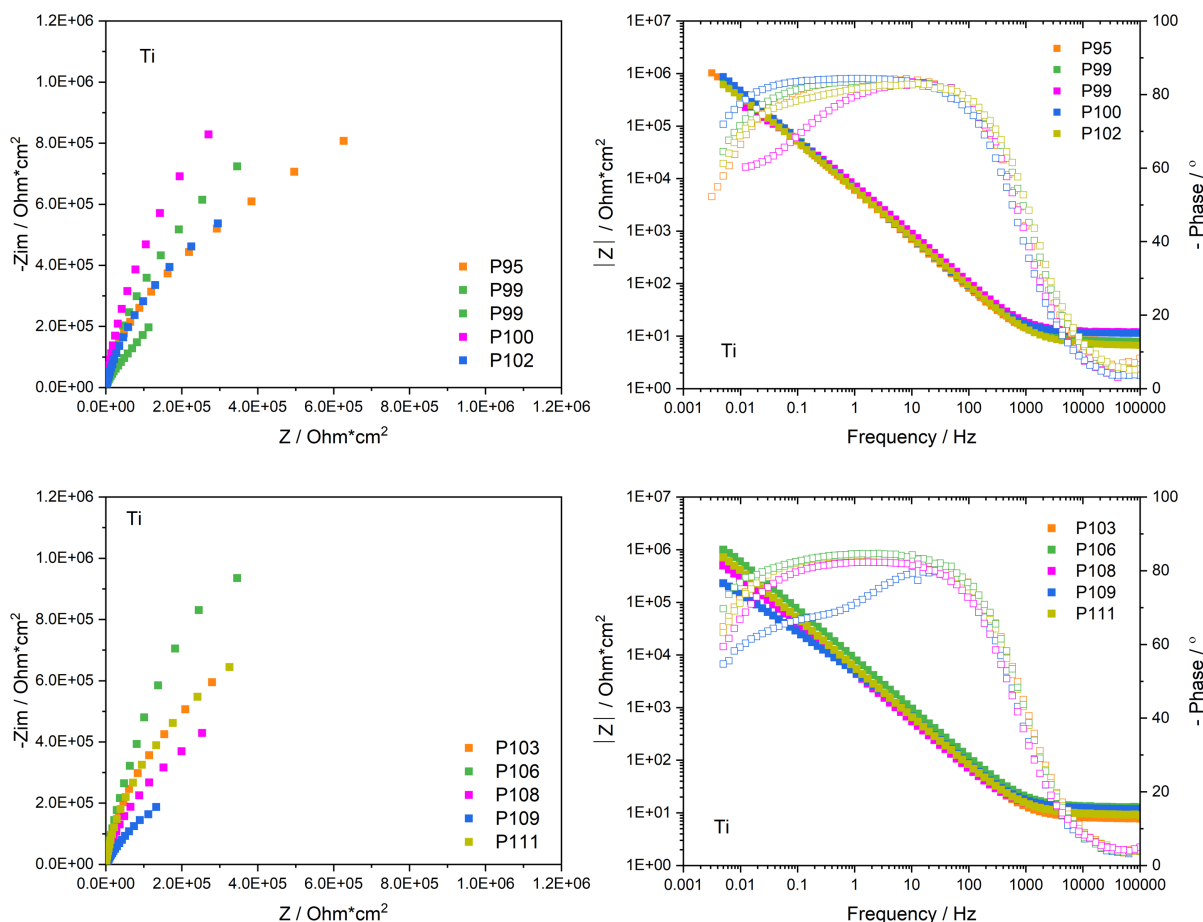 1.2E+06
1.0E+06
8.0E+05
6.0E+05
4.0E+05
2.0E+05
0.0E+00
-Zim / Ohm*cm²
Ti
P95
P99
P99
P100
P102
0.0E+00 2.0E+05 4.0E+05 6.0E+05 8.0E+05 1.0E+06 1.2E+06
Z / Ohm*cm²
1E+07
1E+06
1E+05
1E+04
1E+03
1E+02
1E+01
1E+00
|Z| / Ohm*cm²
P95
P99
P99
P100
P102
Ti
100
80
60
40
20
0
- Phase / º
0.001 0.01 0.1 1 10 100 1000 10000 100000
Frequency / Hz
1.2E+06
1.0E+06
8.0E+05
6.0E+05
4.0E+05
2.0E+05
0.0E+00
-Zim / Ohm*cm²
Ti
P103
P106
P108
P109
P111
0.0E+00 2.0E+05 4.0E+05 6.0E+05 8.0E+05 1.0E+06 1.2E+06
Z / Ohm*cm²
1E+07
1E+06
1E+05
1E+04
1E+03
1E+02
1E+01
1E+00
|Z| / Ohm*cm²
P103
P106
P108
P109
P111
Ti
100
80
60
40
20
0
- Phase / º
0.001 0.01 0.1 1 10 100 1000 10000 100000
Frequency / Hz